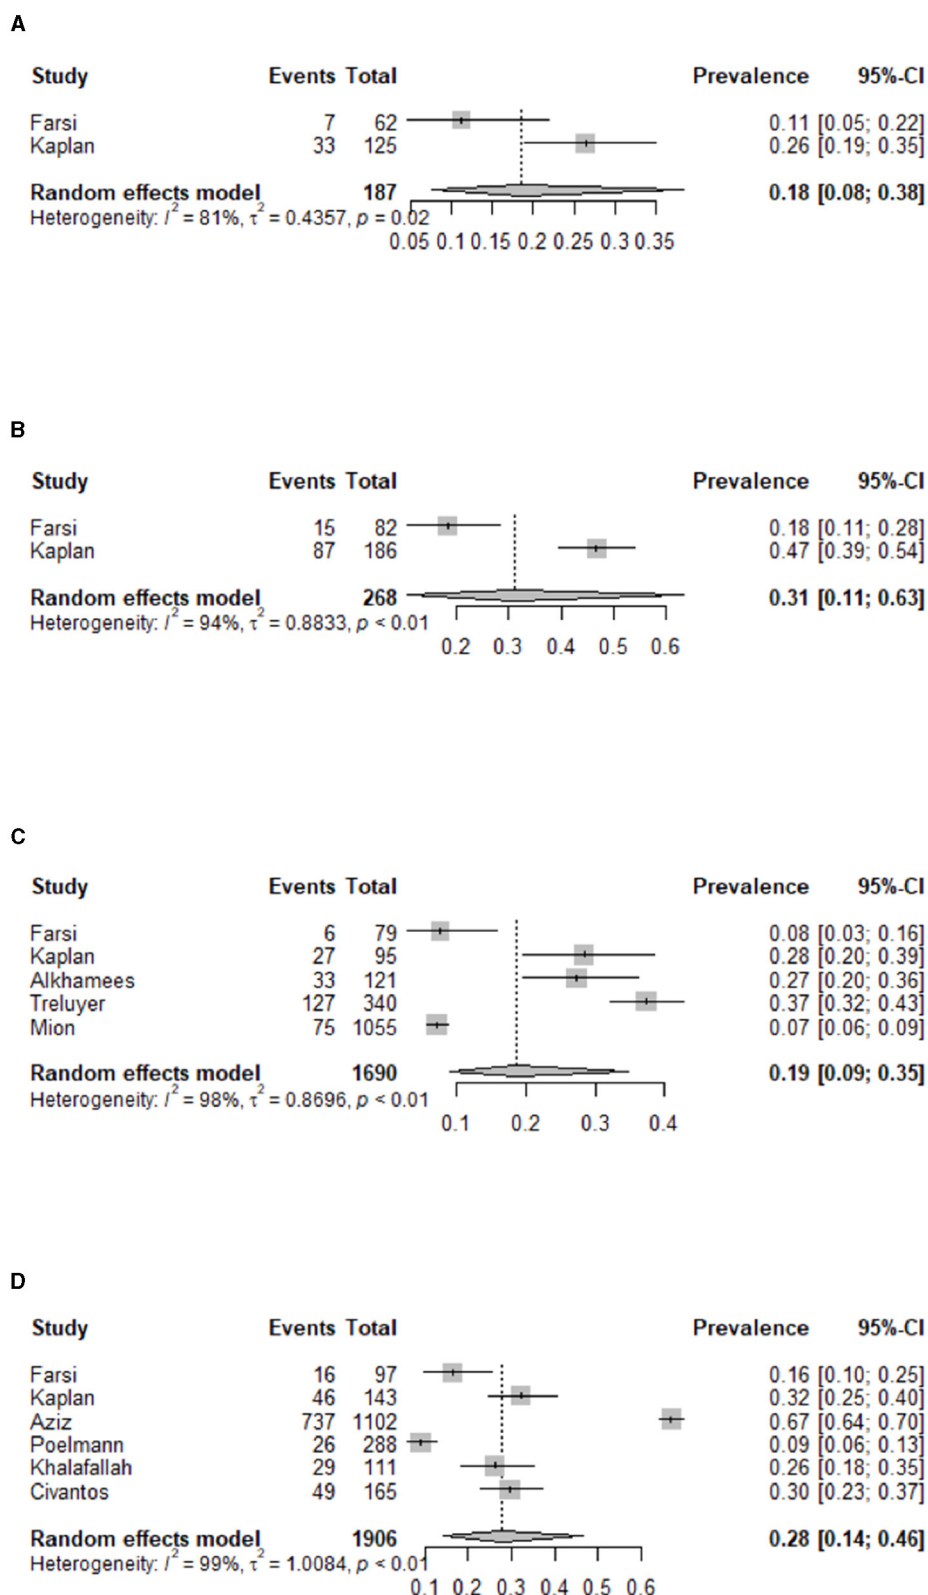 A
Study Events Total Prevalence 95%-CI
Farsi 7 62 0.11 [0.05; 0.22]
Kaplan 33 125 0.26 [0.19; 0.35]
Random effects model 187 0.18 [0.08; 0.38]
Heterogeneity: I² = 81%, τ² = 0.4357, p = 0.02
0.05 0.1 0.15 0.2 0.25 0.3 0.35
B
Study Events Total Prevalence 95%-CI
Farsi 15 82 0.18 [0.11; 0.28]
Kaplan 87 186 0.47 [0.39; 0.54]
Random effects model 268 0.31 [0.11; 0.63]
Heterogeneity: I² = 94%, τ² = 0.8833, p < 0.01
0.2 0.3 0.4 0.5 0.6
C
Study Events Total Prevalence 95%-CI
Farsi 6 79 0.08 [0.03; 0.16]
Kaplan 27 95 0.28 [0.20; 0.39]
Alkhamees 33 121 0.27 [0.20; 0.36]
Treluyer 127 340 0.37 [0.32; 0.43]
Mion 75 1055 0.07 [0.06; 0.09]
Random effects model 1690 0.19 [0.09; 0.35]
Heterogeneity: I² = 98%, τ² = 0.8696, p < 0.01
0.1 0.2 0.3 0.4
D
Study Events Total Prevalence 95%-CI
Farsi 16 97 0.16 [0.10; 0.25]
Kaplan 46 143 0.32 [0.25; 0.40]
Aziz 737 1102 0.67 [0.64; 0.70]
Poelmann 26 288 0.09 [0.06; 0.13]
Khalafallah 29 111 0.26 [0.18; 0.35]
Civantos 49 165 0.30 [0.23; 0.37]
Random effects model 1906 0.28 [0.14; 0.46]
Heterogeneity: I² = 99%, τ² = 1.0084, p < 0.01
0.1 0.2 0.3 0.4 0.5 0.6